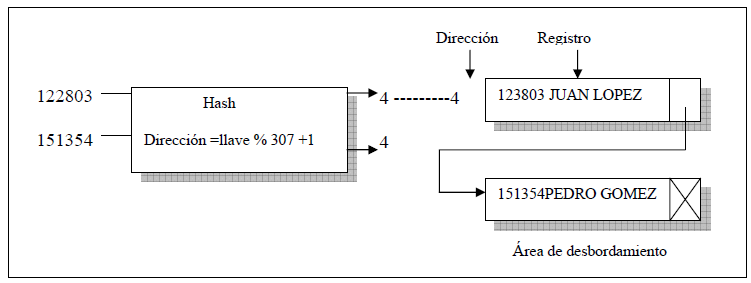 Dirección Registro
122803
151354
Hash
Dirección =llave % 307 +1
4 ---------4
4
123803 JUAN LOPEZ
151354PEDRO GOMEZ
Área de desbordamiento